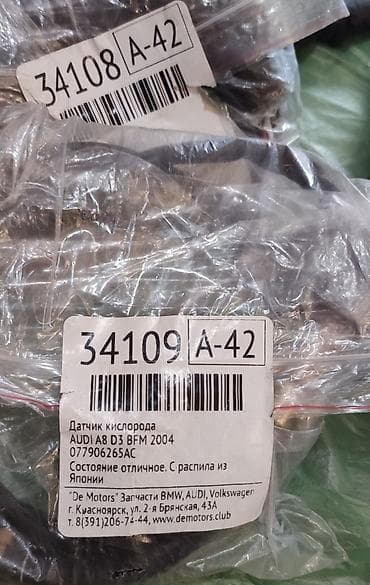 34108 A-42
34109 A-42
Датчик кислорода
AUDI A8 D3 BFM 2004
077906265AC
Состояние отличное. С распила из
Японии
"De Motors" Запчасти BMW, AUDI, Volkswagen
г. Красноярск, ул. 2-я Брянская, 43А
т. 8(391)206-74-44, www.demotors.club